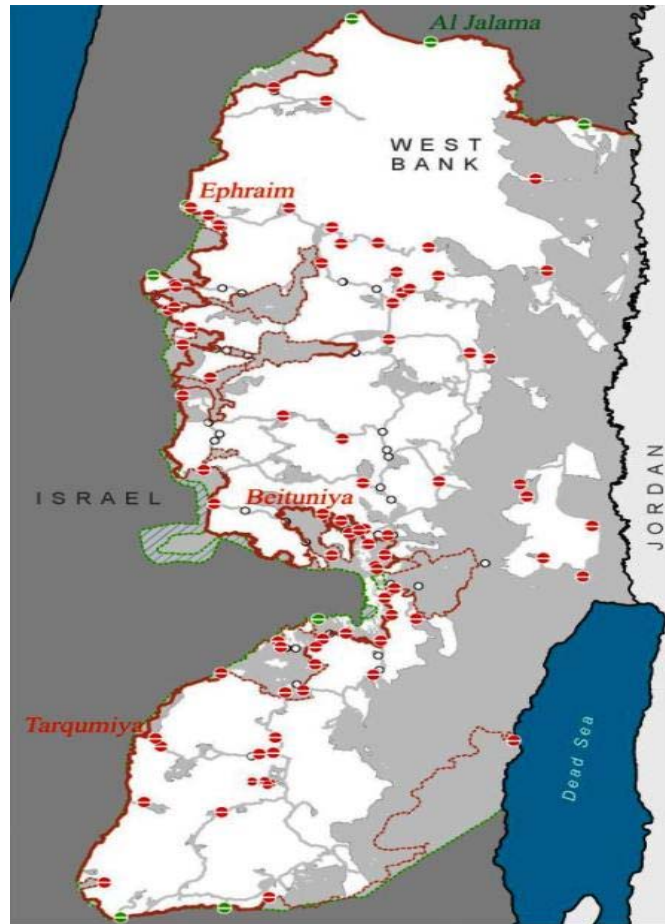 Al Jalama
WEST
BANK
Ephraim
ISRAEL
Beituniya
JORDAN
Tarqumiya
Dead Sea